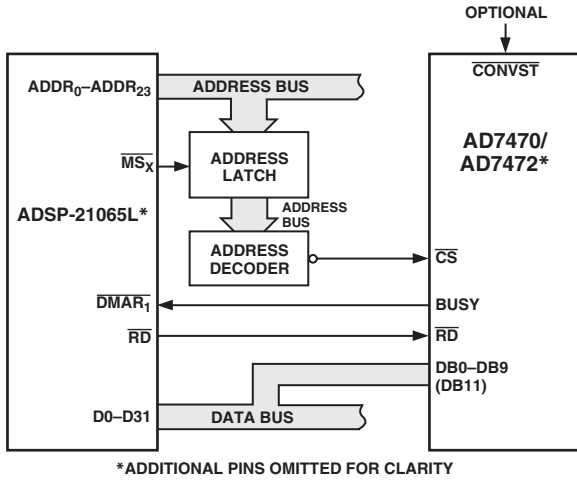 OPTIONAL
ADDR₀–ADDR₂₃
ADDRESS BUS
CONVST
AD7470/
AD7472*
MSₓ
ADDRESS
LATCH
ADSP-21065L*
ADDRESS
BUS
ADDRESS
DECODER
CS
DMAR₁
BUSY
RD
RD
DB0–DB9
(DB11)
D0–D31
DATA BUS
*ADDITIONAL PINS OMITTED FOR CLARITY